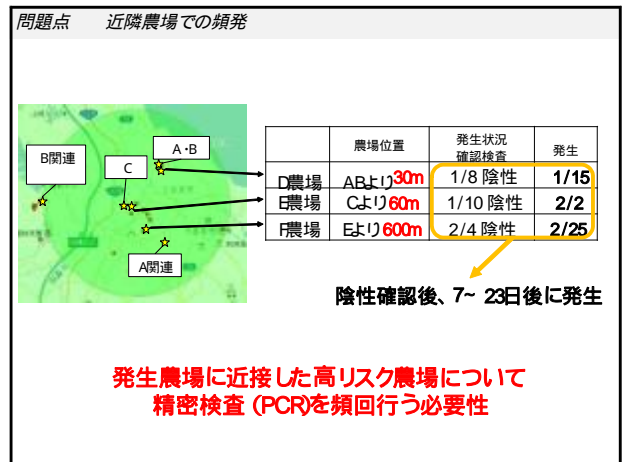 問題点 近隣農場での頻発
B関連
C
A・B
A関連
農場位置 発生状況確認検査 発生
D農場 ABより30m 1/8 陰性 1/15
E農場 Cより60m 1/10 陰性 2/2
F農場 Eより600m 2/4 陰性 2/25
陰性確認後、7~ 23日後に発生
発生農場に近接した高リスク農場について
精密検査 (PCR)を頻回行う必要性